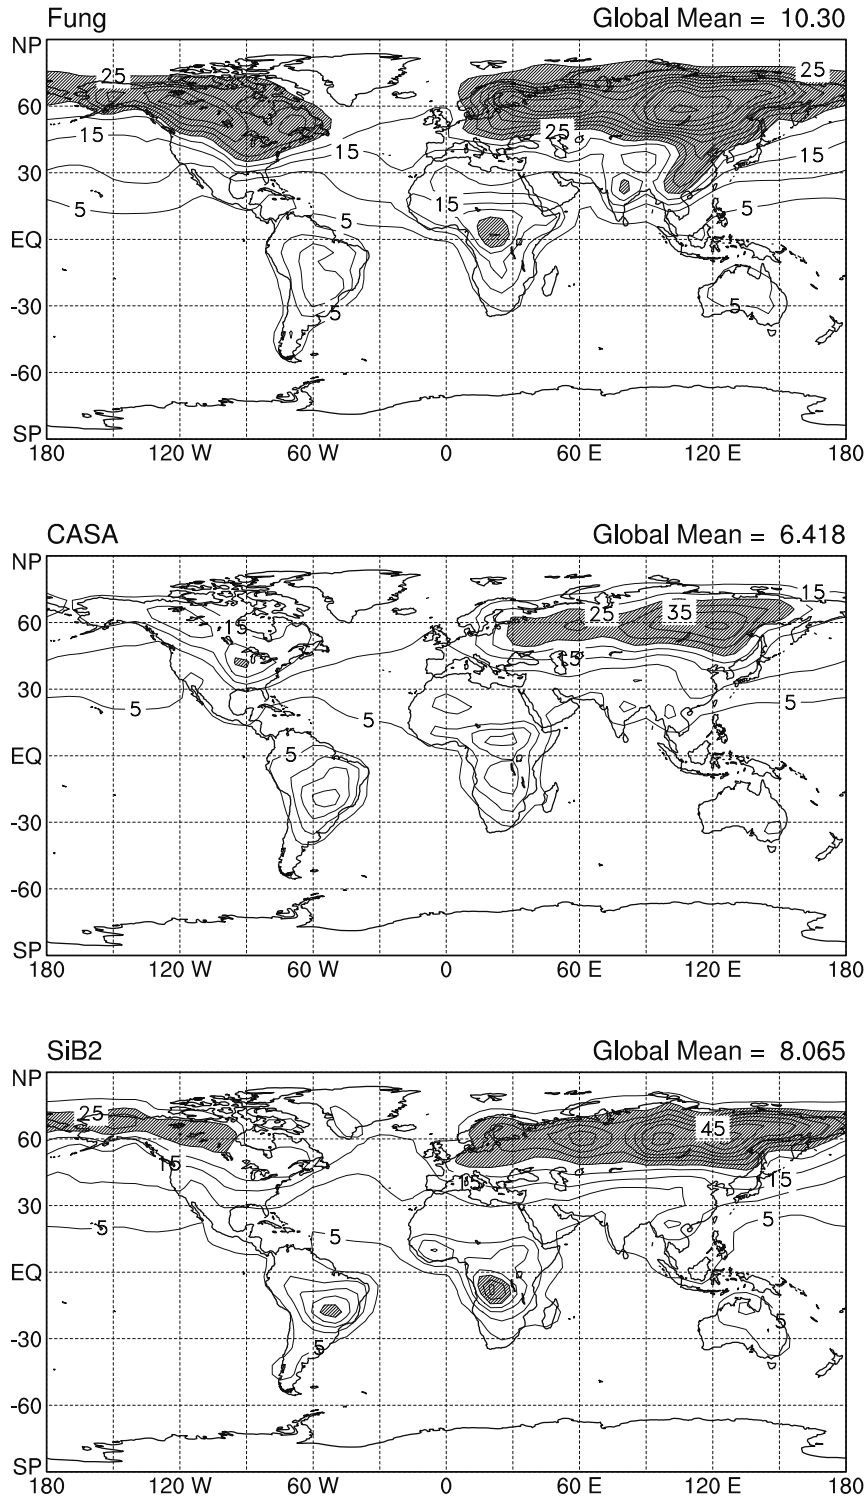 Fung Global Mean = 10.30
NP
25 25
60
15 25 15 15
30
15
5 5 5
EQ
-30 5 5
-60
SP
180 120 W 60 W 0 60 E 120 E 180
CASA Global Mean = 6.418
NP
15
60 15 25 35
15
30
5 5 5
EQ 5
-30
-60
SP
180 120 W 60 W 0 60 E 120 E 180
SiB2 Global Mean = 8.065
NP
25
60 45
15 15 15
30
5 5 5
EQ
-30 5 5
-60
SP
180 120 W 60 W 0 60 E 120 E 180